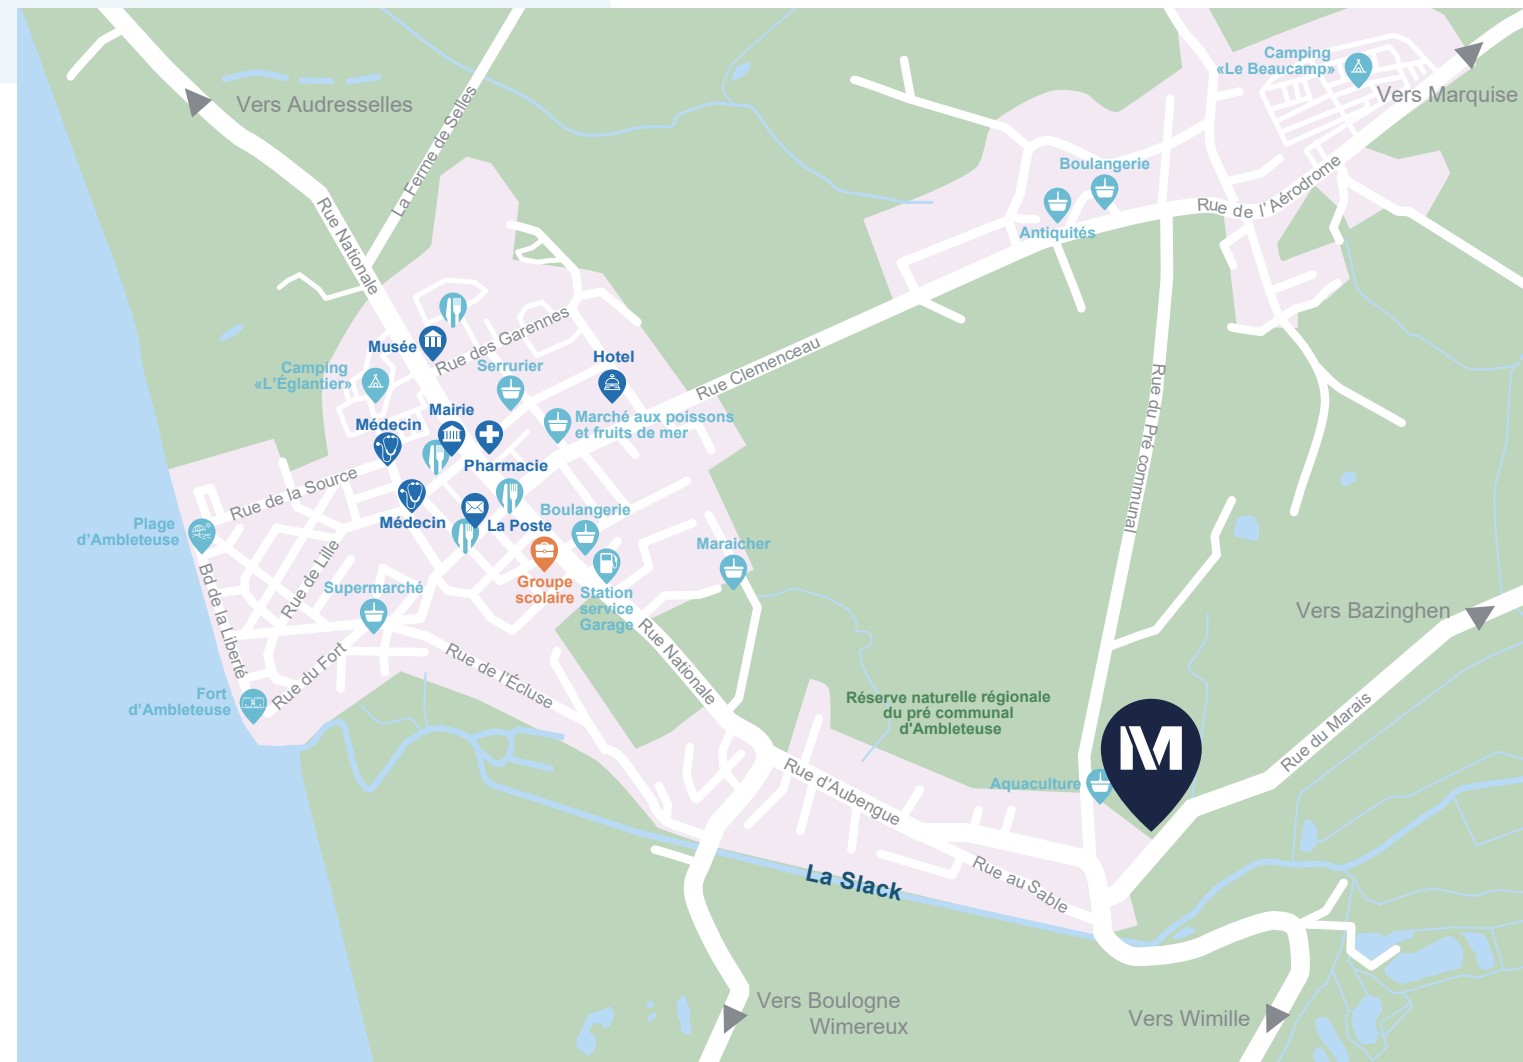 Camping
«Le Beaucamp»
Vers Marquise
Vers Audresselles
La Ferme de Selles
Boulangerie
Rue de l'Aérodrome
Antiquités
Rue Nationale
Musée
Rue des Garennes
Camping
«L'Églantier»
Serrurier
Hotel
Rue Clemenceau
Mairie
Médecin
Marché aux poissons
et fruits de mer
Pharmacie
Rue du Pré communal
Rue de la Source
Médecin
La Poste
Boulangerie
Plage
d'Ambleteuse
Maraicher
Rue de Lille
Groupe
scolaire
Station
service
Garage
Supermarché
Bd de la Liberté
Vers Bazinghen
Rue Nationale
Rue du Fort
Rue de l'Écluse
Fort
d'Ambleteuse
Réserve naturelle régionale
du pré communal
d'Ambleteuse
Rue du Marais
M
Rue d'Aubengue
Aquaculture
La Slack
Rue au Sable
Vers Boulogne
Wimereux
Vers Wimille